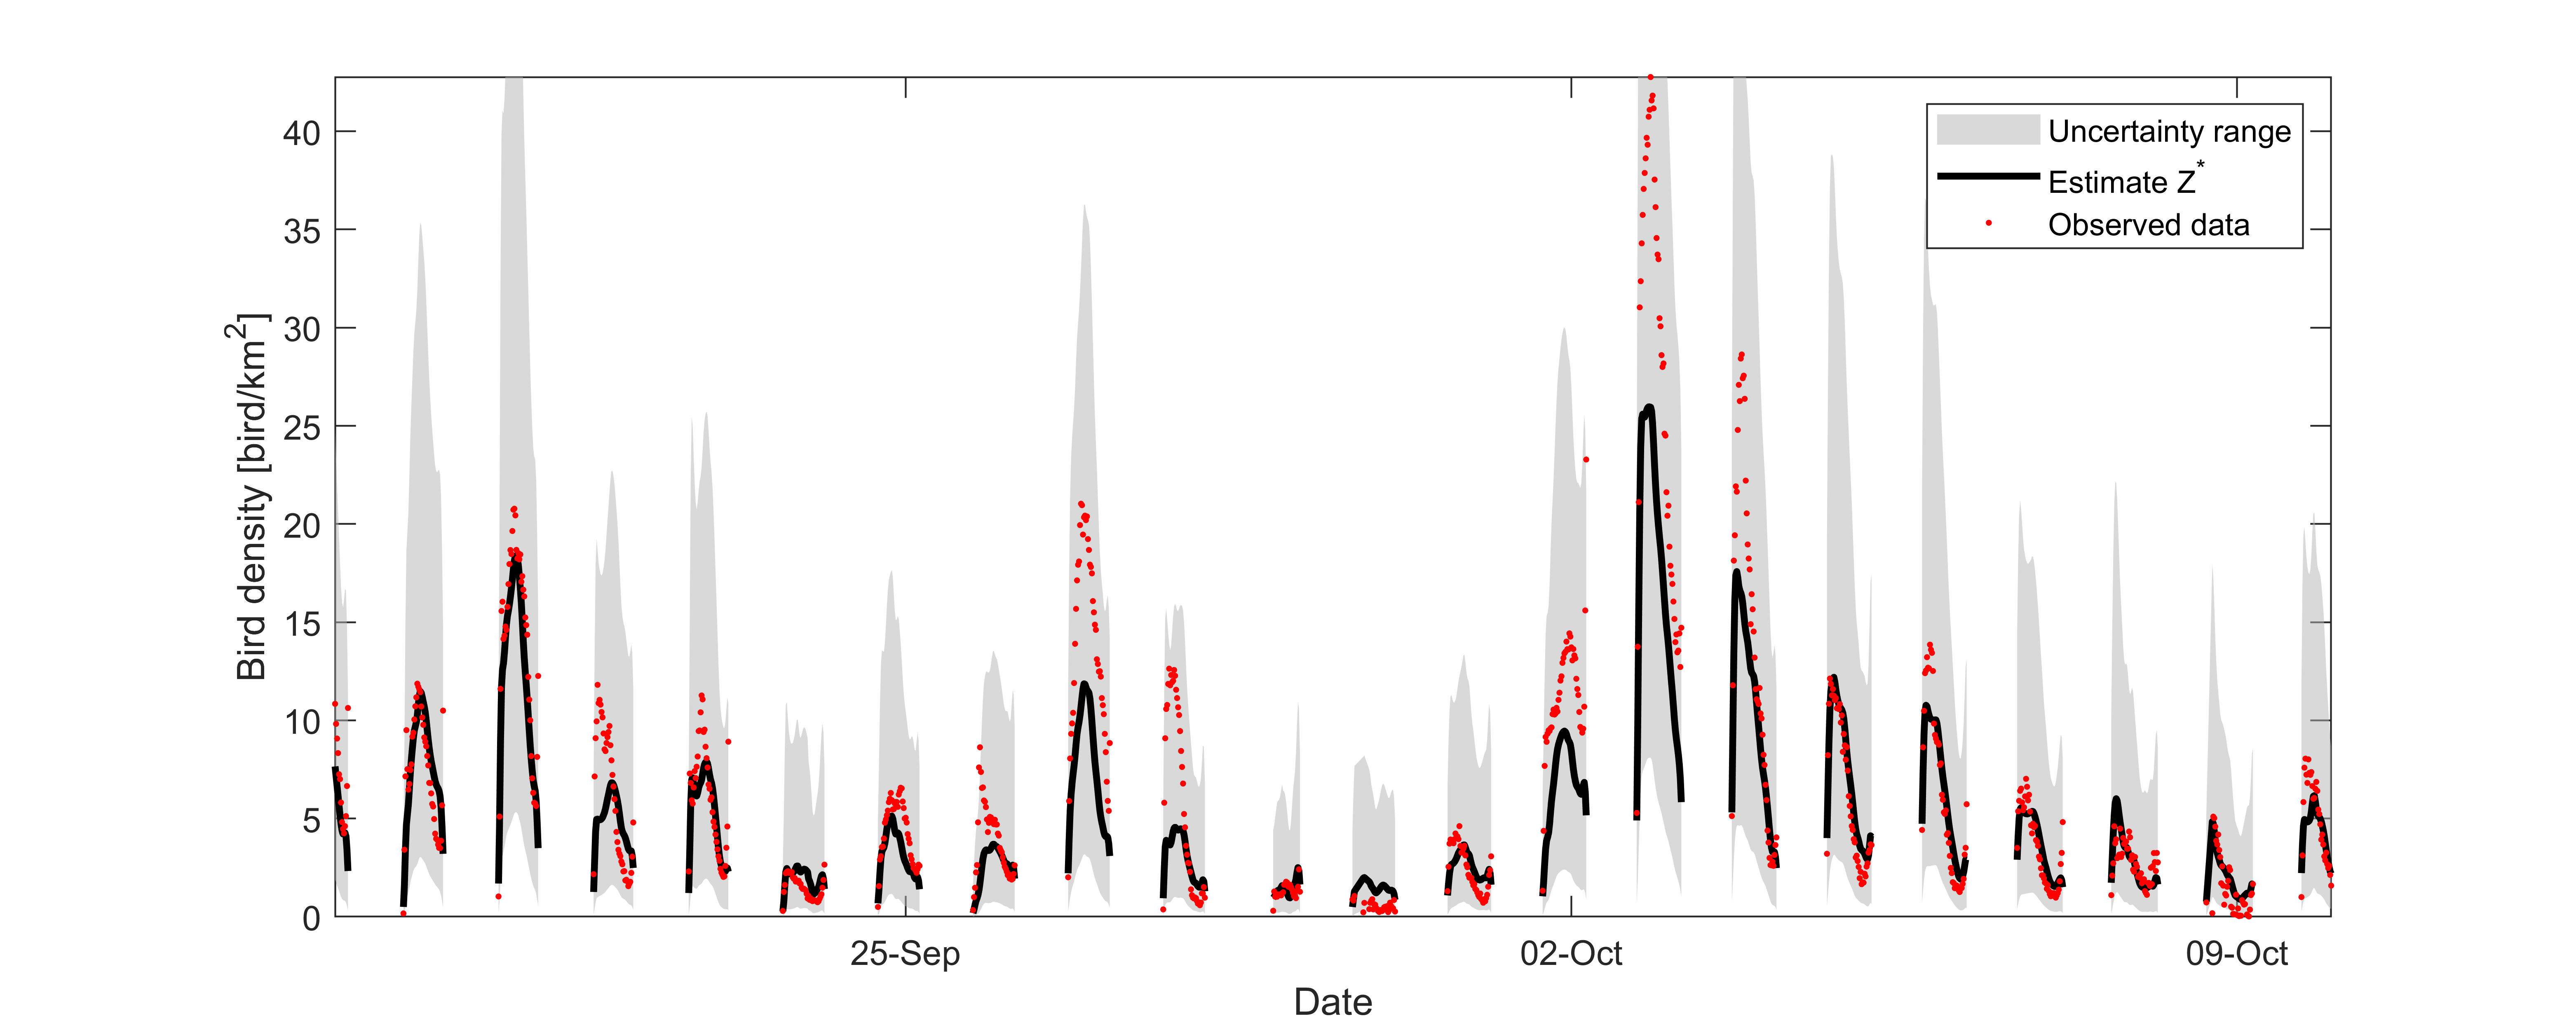 Uncertainty range
Estimate Z*
Observed data
Bird density [bird/km²]
40
35
30
25
20
15
10
5
0
25-Sep
02-Oct
09-Oct
Date